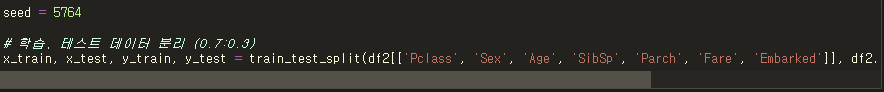 seed = 5764
# 학습, 테스트 데이터 분리 (0.7:0.3)
x_train, x_test, y_train, y_test = train_test_split(df2[['Pclass', 'Sex', 'Age', 'SibSp', 'Parch', 'Fare', 'Embarked']], df2.